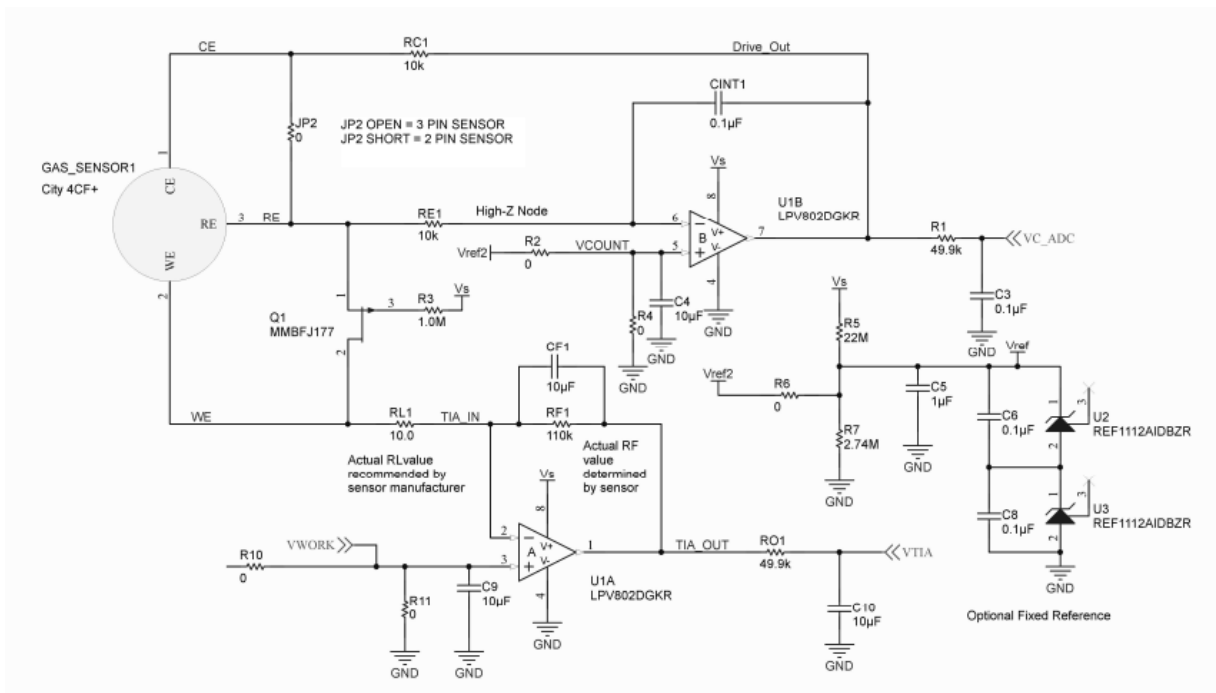 CE
RC1
10k
Drive_Out
CINT1
0.1µF
JP2
0
JP2 OPEN = 3 PIN SENSOR
JP2 SHORT = 2 PIN SENSOR
1
GAS_SENSOR1
City 4CF+
CE
RE
WE
3
RE
RE1
10k
High-Z Node
Vs
8
6
V+
B
V-
5
7
4
GND
U1B
LPV802DGKR
R1
49.9k
VC_ADC
C3
0.1µF
GND
Vref2
R2
0
VCOUNT
R4
0
GND
C4
10µF
GND
2
1
3
R3
1.0M
Vs
Q1
MMBFJ177
2
CF1
10µF
WE
RL1
10.0
TIA_IN
RF1
110k
Actual RLvalue
recommended by
sensor manufacturer
Actual RF
value
determined
by sensor
Vs
R5
22M
Vref
Vref2
R6
0
R7
2.74M
GND
C5
1µF
GND
C6
0.1µF
1
3
2
U2
REF1112AIDBZR
C8
0.1µF
1
3
2
U3
REF1112AIDBZR
GND
Optional Fixed Reference
Vs
8
2
V+
A
V-
3
1
4
GND
U1A
LPV802DGKR
TIA_OUT
RO1
49.9k
VTIA
C10
10µF
GND
VWORK
R10
0
R11
0
GND
C9
10µF
GND